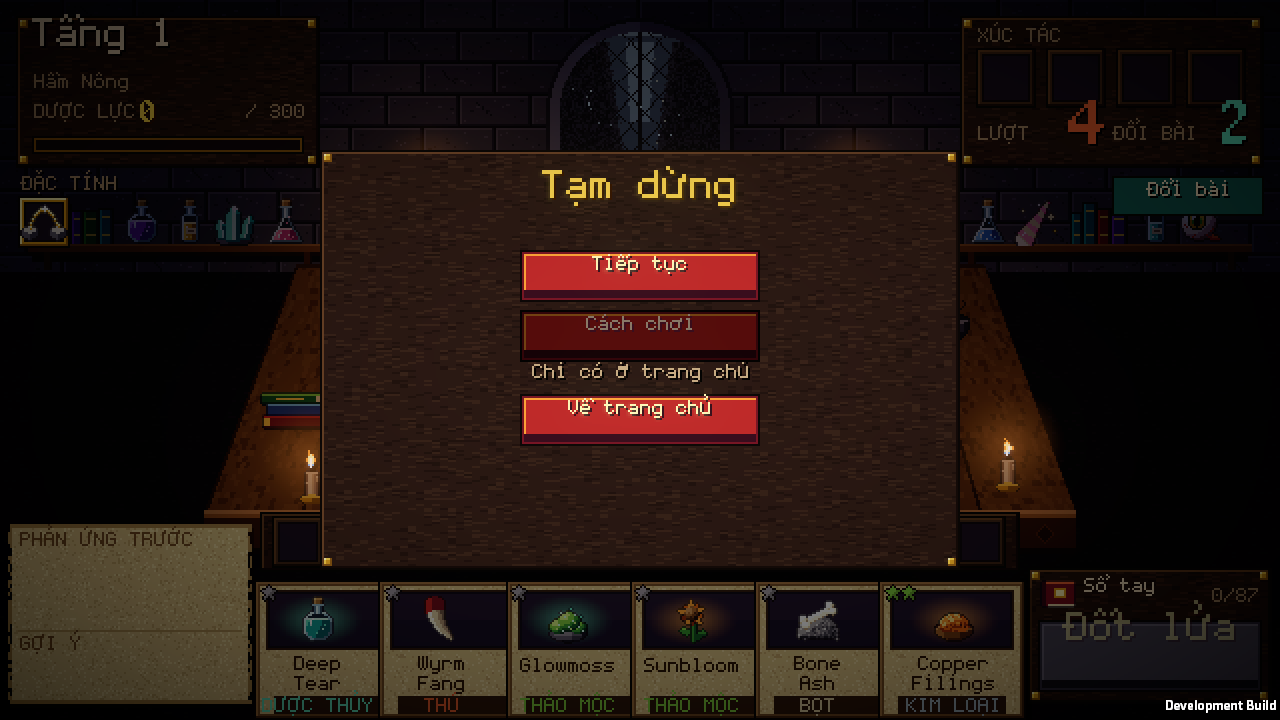 Tầng 1
Hầm Nông
DƯỢC LỰC 0 / 300
XÚC TÁC
LƯỢT 4 ĐỔI BÀI 2
ĐẶC TÍNH
Đổi bài
Tạm dừng
Tiếp tục
Cách chơi
Chỉ có ở trang chủ
Về trang chủ
PHẢN ỨNG TRƯỚC
GỢI Ý
Deep Tear
DƯỢC THUỶ
Wyrm Fang
THÚ
Glowmoss
THẢO MỘC
Sunbloom
THẢO MỘC
Bone Ash
BỘT
Copper Filings
KIM LOẠI
Sổ tay 0/87
Đốt lửa
Development Build